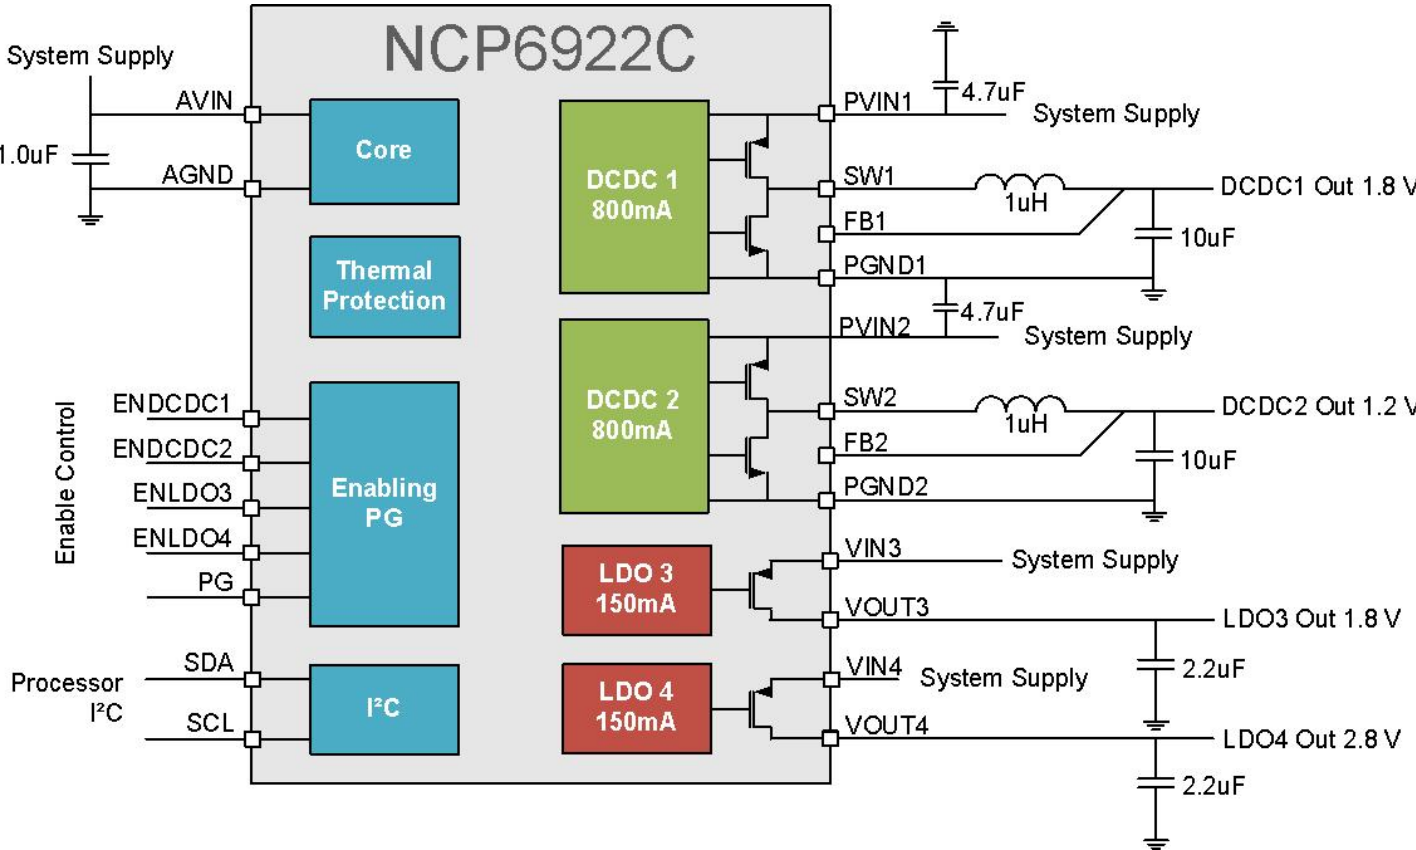 NCP6922C
System Supply
AVIN
1.0uF
AGND
Core
Thermal
Protection
Enable Control
ENDCDC1
ENDCDC2
ENLDO3
ENLDO4
PG
Enabling
PG
Processor
I²C
SDA
SCL
I²C
DCDC 1
800mA
PVIN1
4.7uF
System Supply
SW1
1uH
DCDC1 Out 1.8 V
FB1
10uF
PGND1
4.7uF
DCDC 2
800mA
PVIN2
System Supply
SW2
1uH
DCDC2 Out 1.2 V
FB2
10uF
PGND2
LDO 3
150mA
VIN3
System Supply
VOUT3
LDO3 Out 1.8 V
2.2uF
LDO 4
150mA
VIN4
System Supply
VOUT4
LDO4 Out 2.8 V
2.2uF